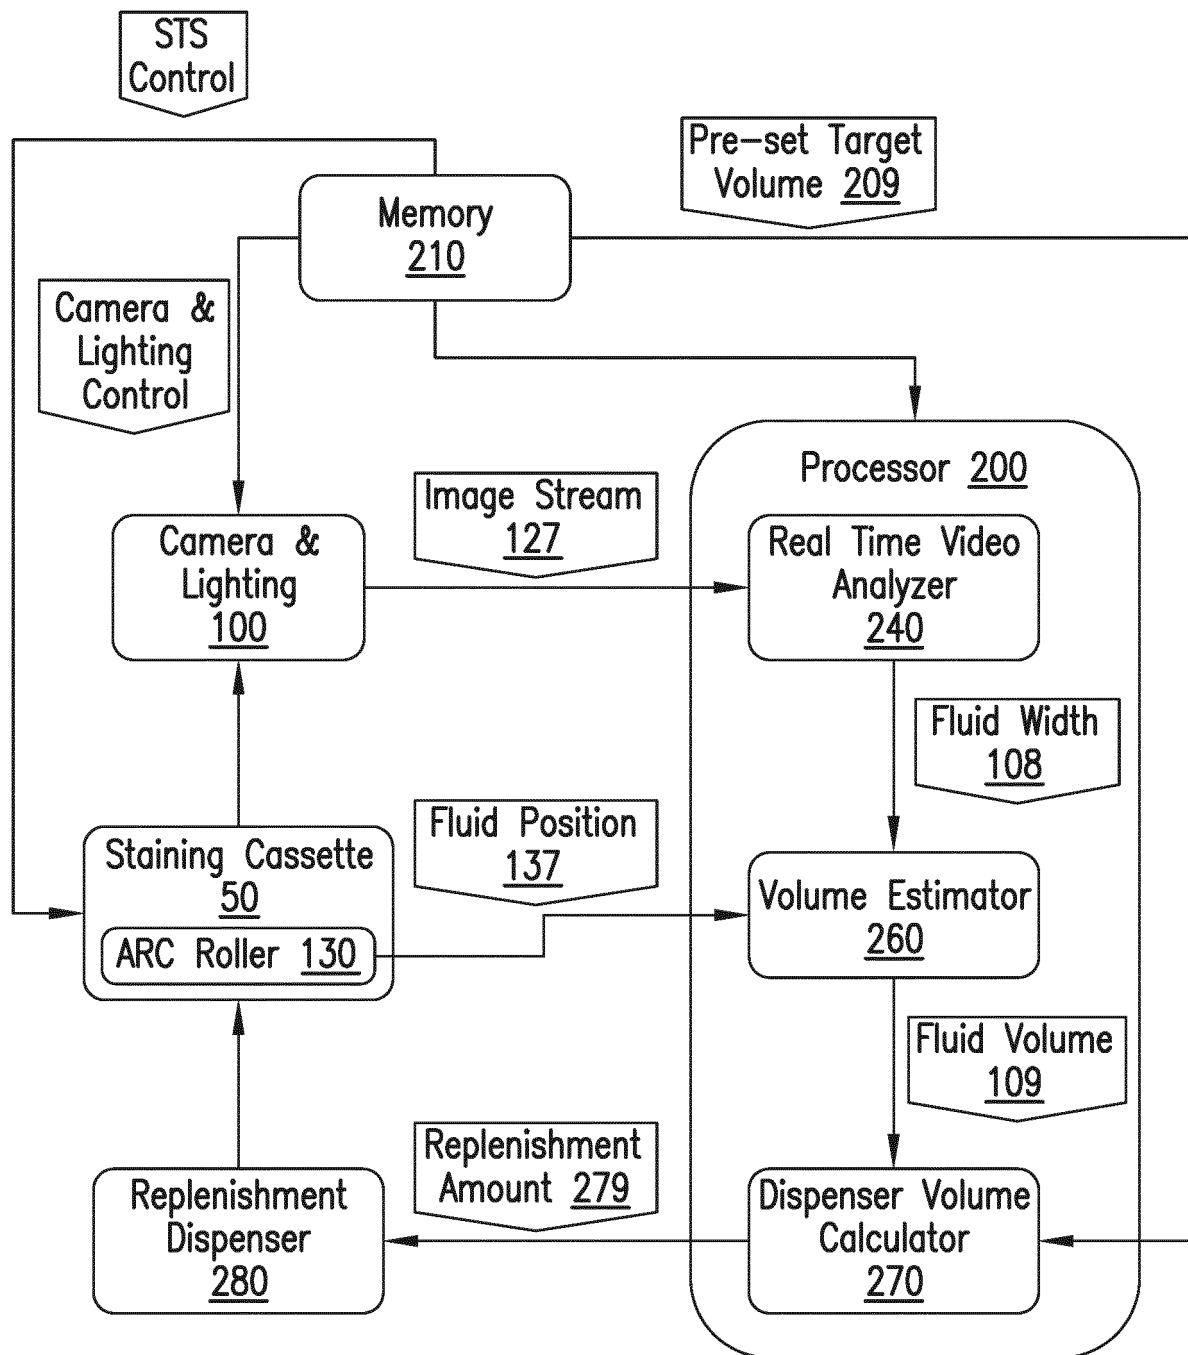 STS
Control
Pre-set Target
Volume 209
Memory
210
Camera &
Lighting
Control
Processor 200
Image Stream
127
Camera &
Lighting
100
Real Time Video
Analyzer
240
Fluid Width
108
Fluid Position
137
Staining Cassette
50
ARC Roller 130
Volume Estimator
260
Fluid Volume
109
Replenishment
Amount 279
Replenishment
Dispenser
280
Dispenser Volume
Calculator
270